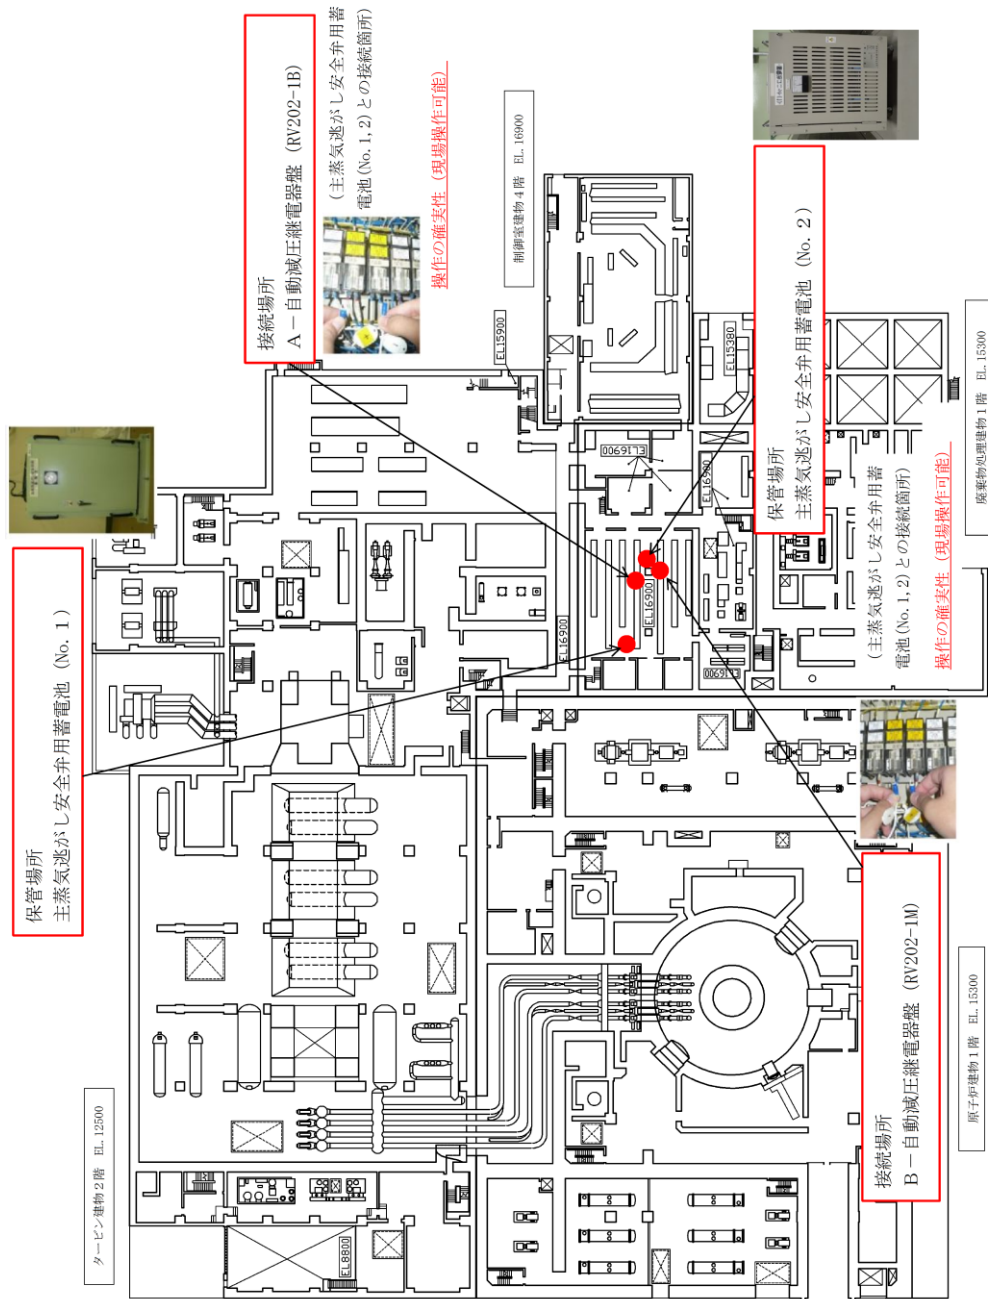 保管場所
主蒸気逃がし安全弁用蓄電池（No. 1）
接続場所
A－自動減圧継電器盤（RV202-1B）
（主蒸気逃がし安全弁用蓄
電池(No. 1, 2)との接続箇所）
操作の確実性（現場操作可能）
制御室建物4階 EL. 16900
保管場所
主蒸気逃がし安全弁用蓄電池（No. 2）
（主蒸気逃がし安全弁用蓄
電池(No. 1, 2)との接続箇所）
操作の確実性（現場操作可能）
接続場所
B－自動減圧継電器盤（RV202-1M）
タービン建物2階 EL. 12500
廃棄物処理建物1階 EL. 15300
原子炉建物1階 EL. 15300
EL15900
EL15380
EL16900
EL16900
EL16900
EL16900
EL16900
EL8800